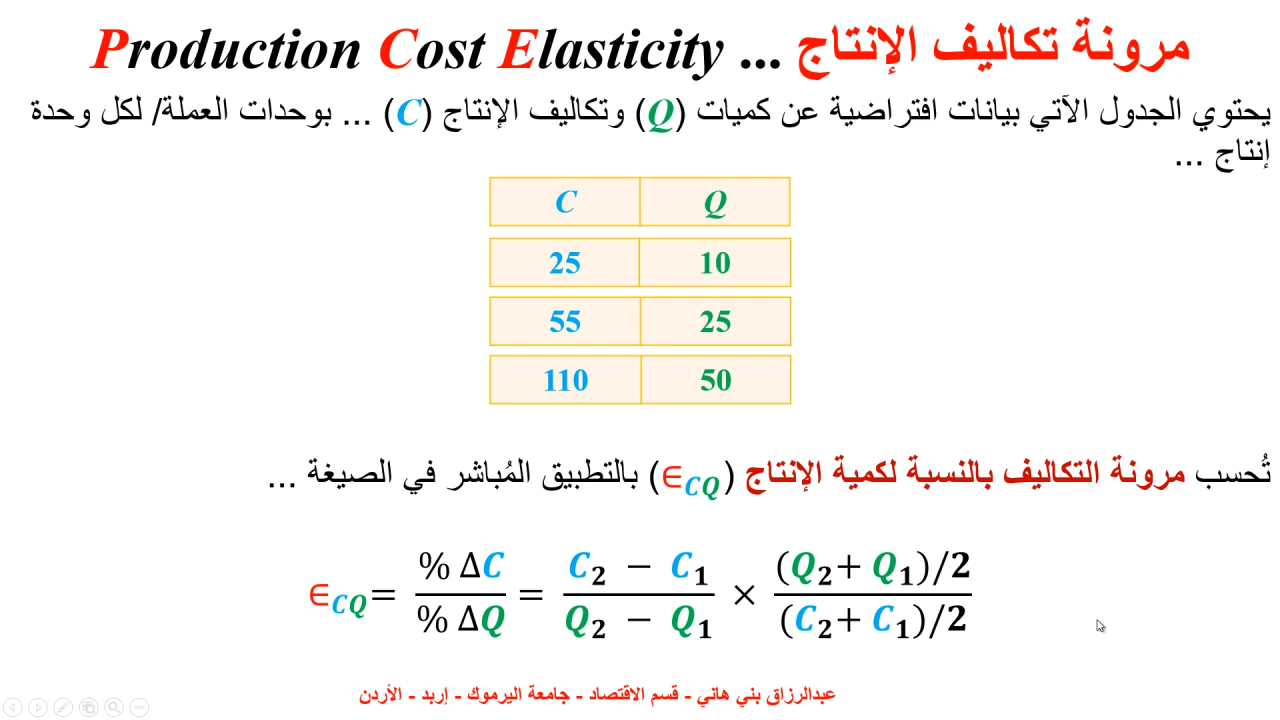 مرونة تكاليف الإنتاج ... Production Cost Elasticity
يحتوي الجدول الآتي بيانات افتراضية عن كميات (Q) وتكاليف الإنتاج (C) ... بوحدات العملة/ لكل وحدة
إنتاج ...
C Q
25 10
55 25
110 50
تُحسب مرونة التكاليف بالنسبة لكمية الإنتاج (∈CQ) بالتطبيق المُباشر في الصيغة ...
∈CQ= % ΔC / % ΔQ = C2 − C1 / Q2 − Q1 × (Q2+ Q1)/2 / (C2+ C1)/2
عبدالرزاق بني هاني - قسم الاقتصاد - جامعة اليرموك - إربد - الأردن